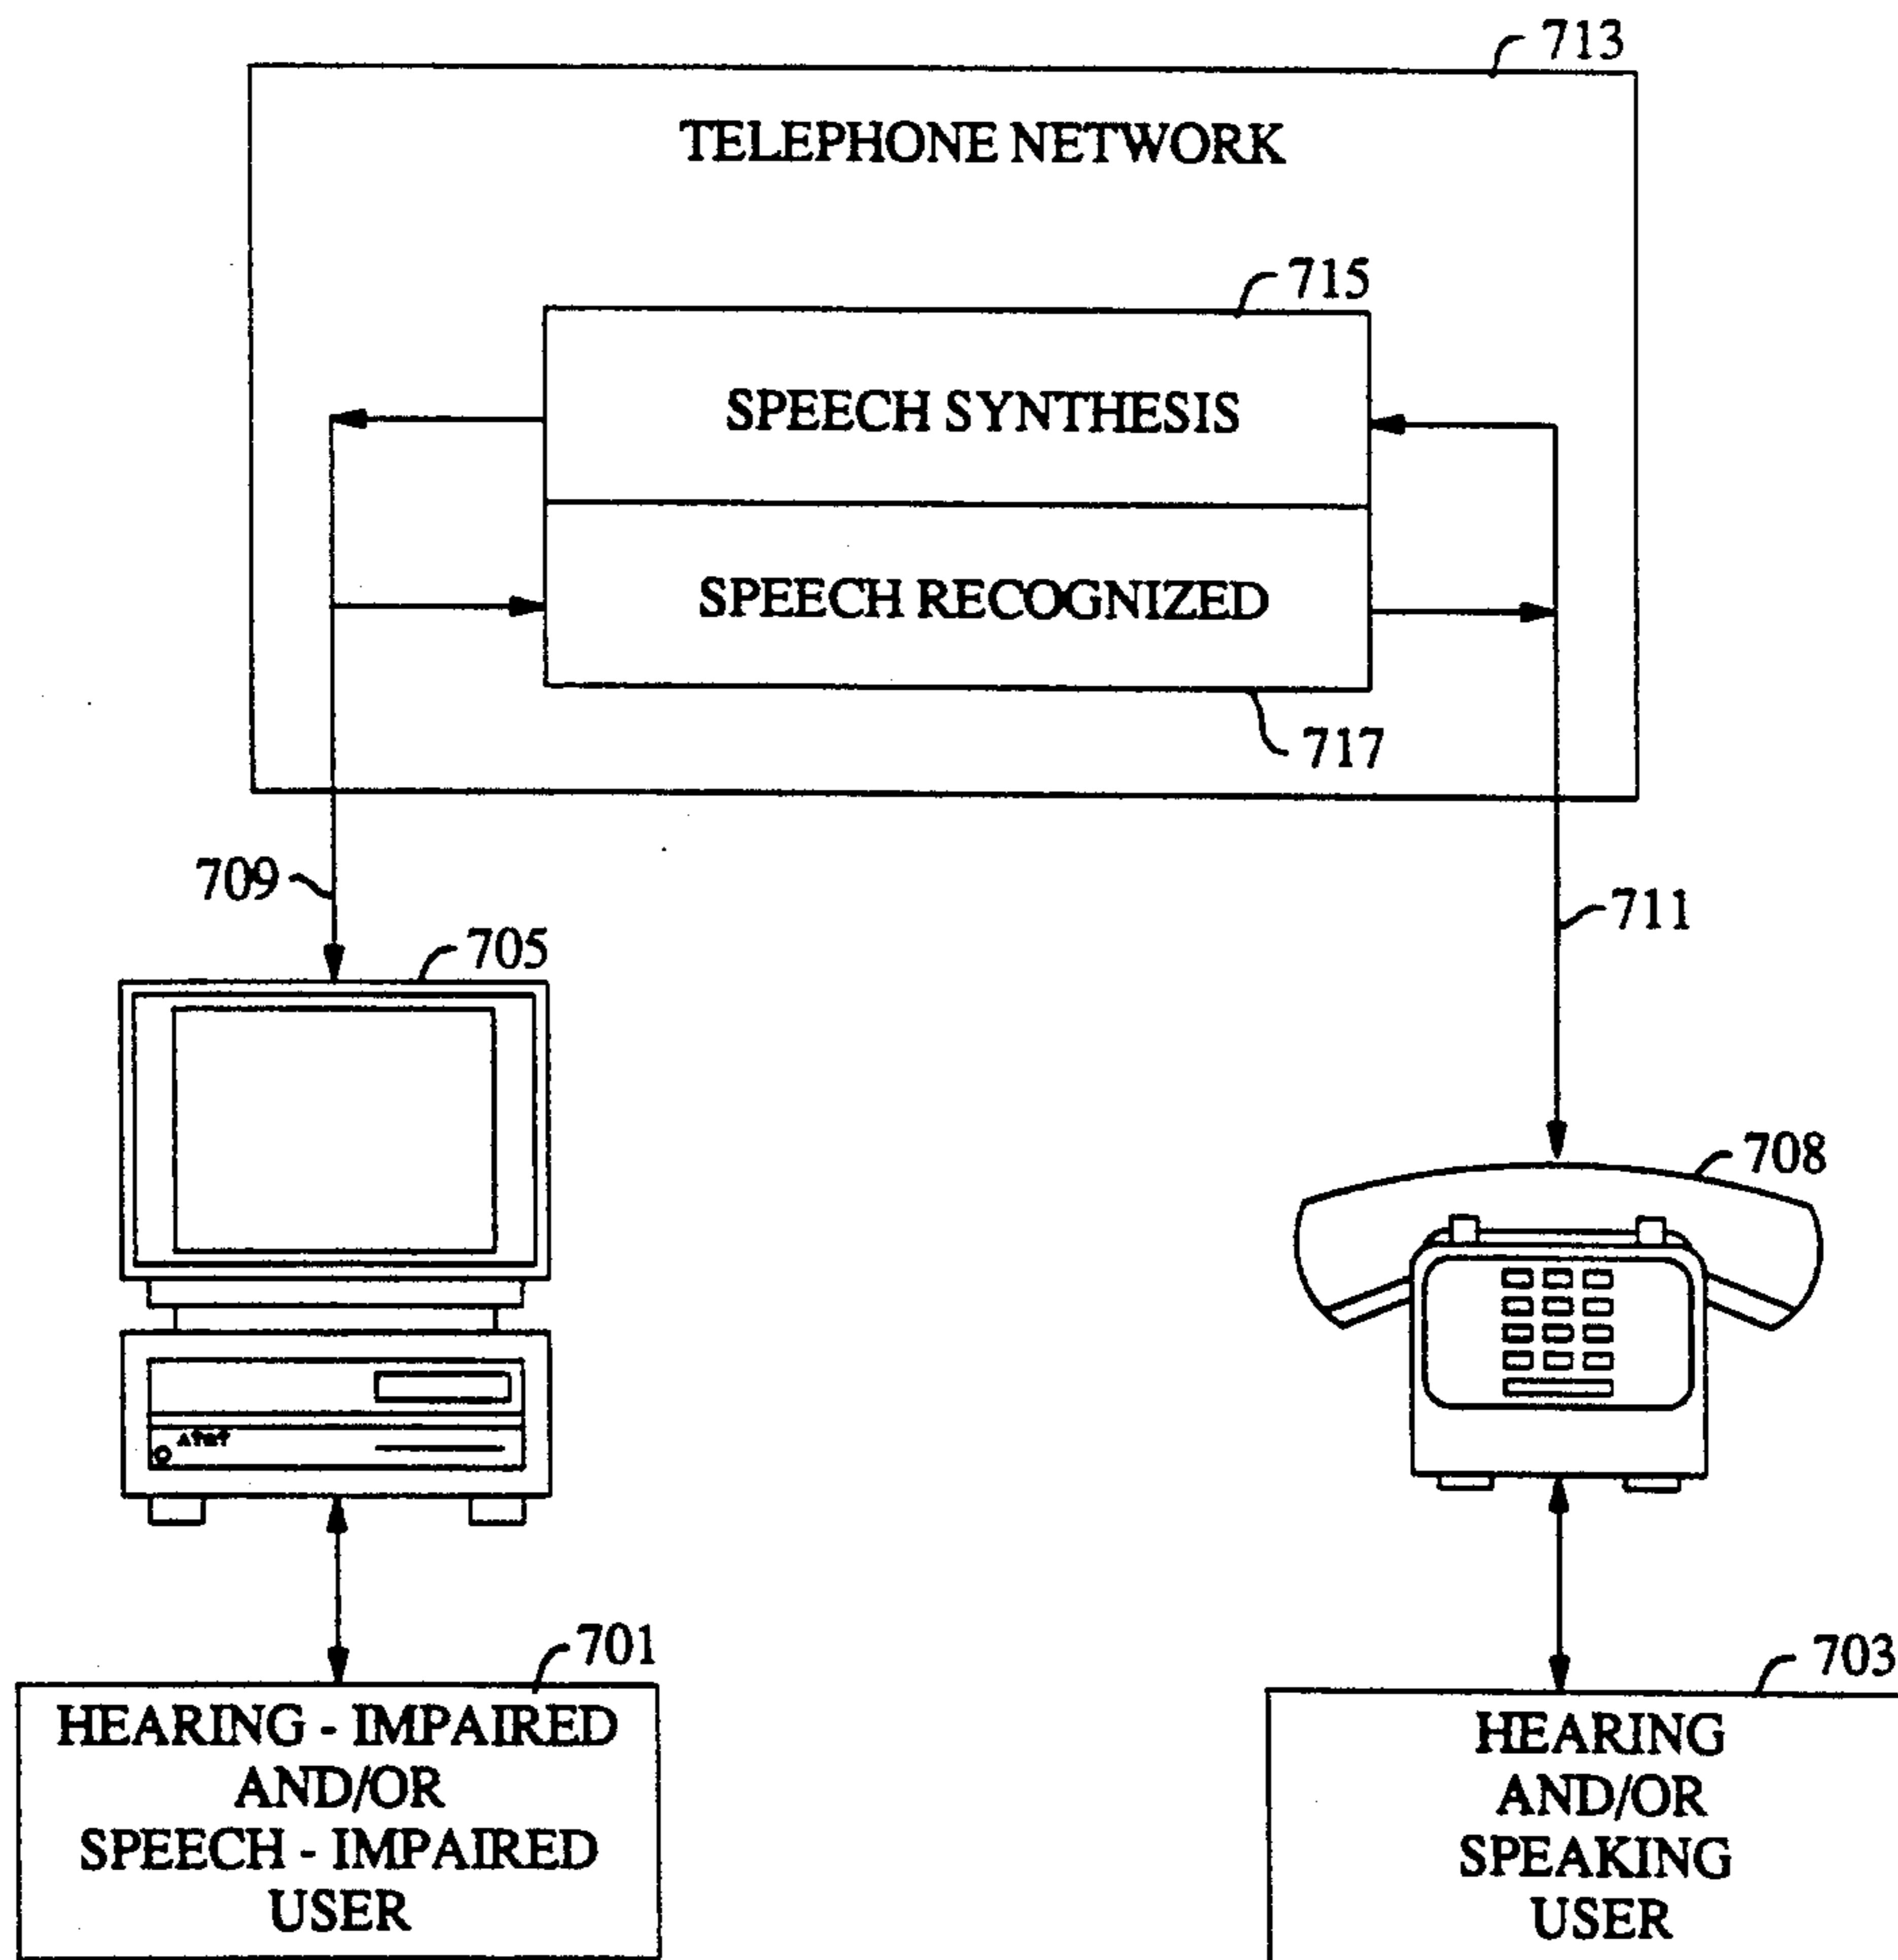 713
TELEPHONE NETWORK
715
SPEECH SYNTHESIS
SPEECH RECOGNIZED
717
709
711
705
708
AT&T
701
HEARING - IMPAIRED
AND/OR
SPEECH - IMPAIRED
USER
703
HEARING
AND/OR
SPEAKING
USER